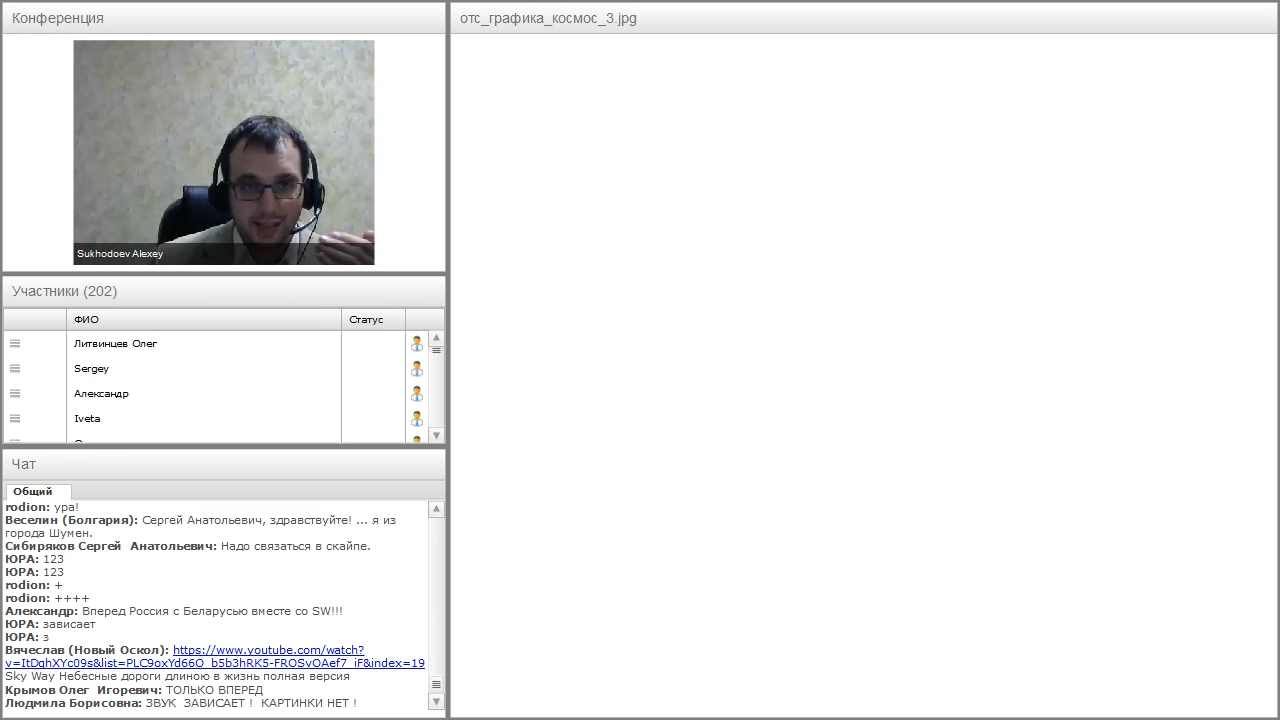 Конференция
отс_графика_космос_3.jpg
Sukhodoev Alexey
Участники (202)
ФИО Статус
Литвинцев Олег
Sergey
Александр
Iveta
Чат
Общий
rodion: ура!
Веселин (Болгария): Сергей Анатольевич, здравствуйте! ... я из
города Шумен.
Сибиряков Сергей Анатольевич: Надо связаться в скайпе.
ЮРА: 123
ЮРА: 123
rodion: +
rodion: ++++
Александр: Вперед Россия с Беларусью вместе со SW!!!
ЮРА: зависает
ЮРА: з
Вячеслав (Новый Оскол): https://www.youtube.com/watch?
v=ItDqhXYc09s&list=PLC9oxYd66O_b5b3hRK5-FROSvOAef7_iF&index=19
Sky Way Небесные дороги длиною в жизнь полная версия
Крымов Олег Игоревич: ТОЛЬКО ВПЕРЕД
Людмила Борисовна: ЗВУК ЗАВИСАЕТ ! КАРТИНКИ НЕТ !